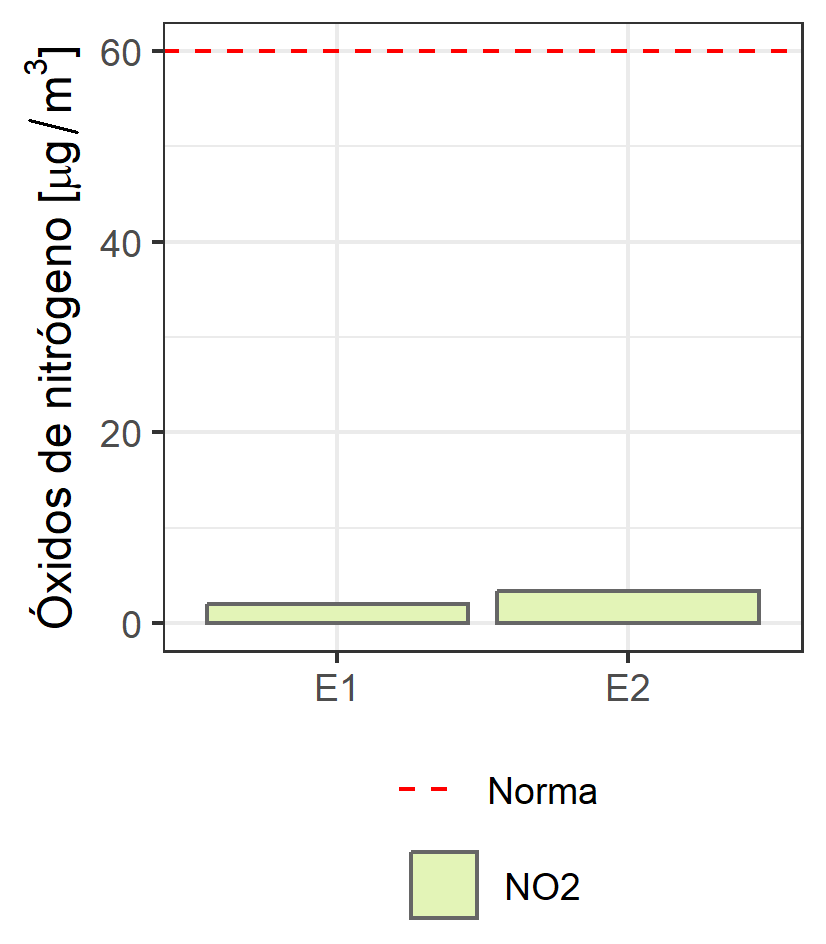 Óxidos de nitrógeno [μg/m³]
60
40
20
0
E1
E2
Norma
NO2